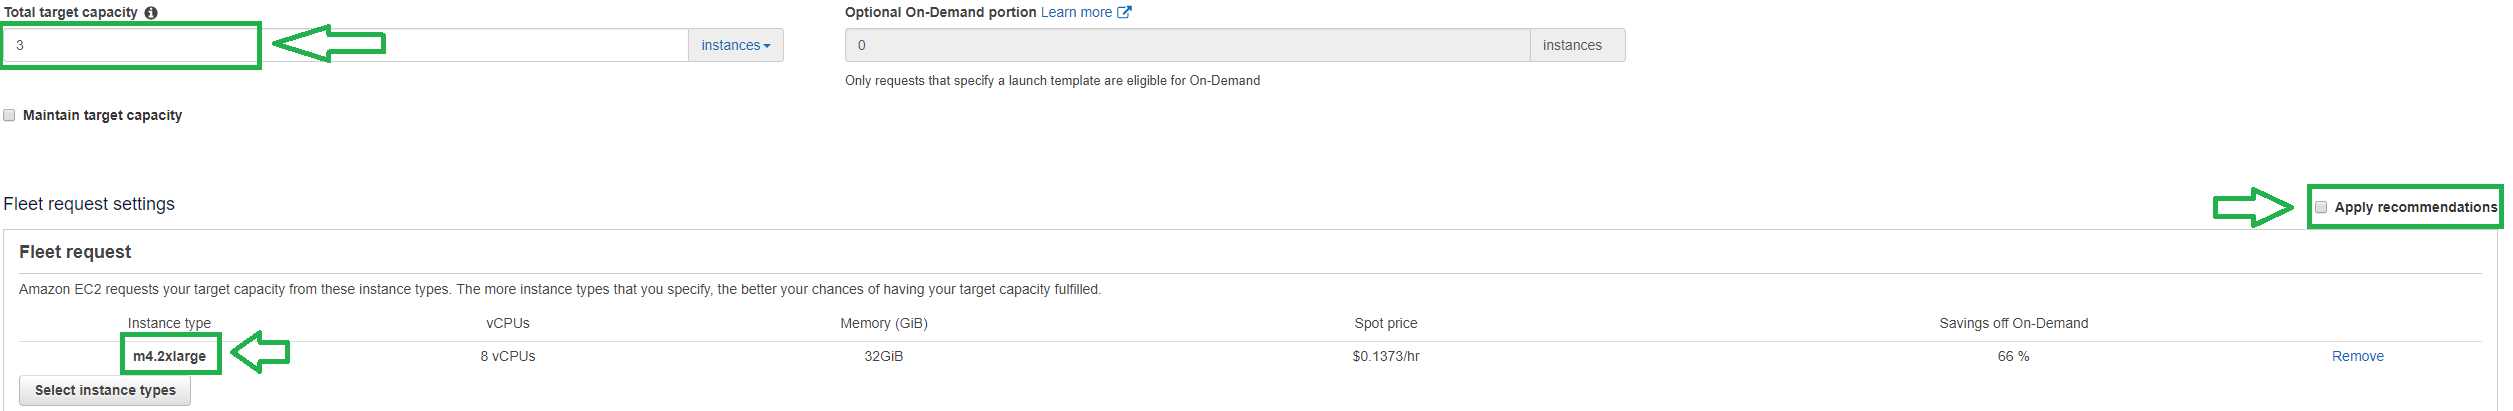 Total target capacity
Optional On-Demand portion Learn more
3
instances
0
instances
Only requests that specify a launch template are eligible for On-Demand
Maintain target capacity
Fleet request settings
Apply recommendations
Fleet request
Amazon EC2 requests your target capacity from these instance types. The more instance types that you specify, the better your chances of having your target capacity fulfilled.
Instance type vCPUs Memory (GiB) Spot price Savings off On-Demand
m4.2xlarge 8 vCPUs 32GiB $0.1373/hr 66 % Remove
Select instance types